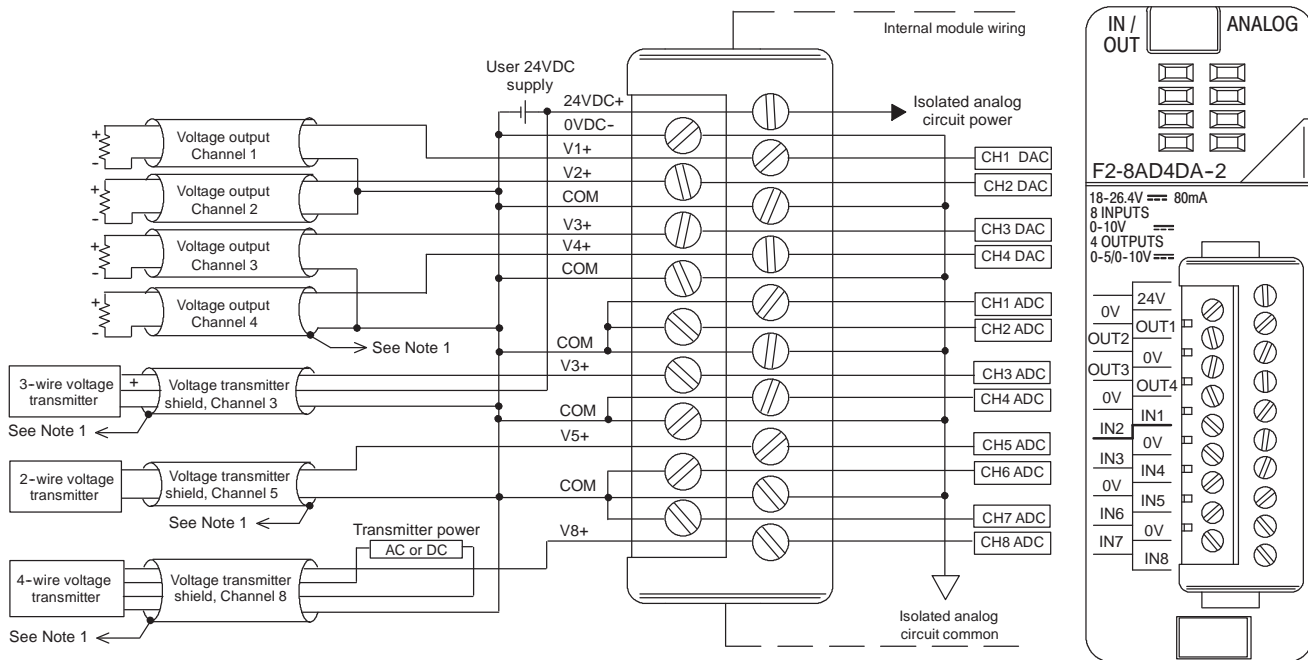 Internal module wiring
User 24VDC
supply
24VDC+
0VDC-
V1+
V2+
COM
V3+
V4+
COM
COM
V3+
COM
V5+
COM
V8+
Isolated analog
circuit power
CH1 DAC
CH2 DAC
CH3 DAC
CH4 DAC
CH1 ADC
CH2 ADC
CH3 ADC
CH4 ADC
CH5 ADC
CH6 ADC
CH7 ADC
CH8 ADC
Isolated analog
circuit common
+
-
Voltage output
Channel 1
+
-
Voltage output
Channel 2
+
-
Voltage output
Channel 3
+
-
Voltage output
Channel 4
See Note 1
3-wire voltage
transmitter
+
Voltage transmitter
shield, Channel 3
See Note 1
2-wire voltage
transmitter
Voltage transmitter
shield, Channel 5
See Note 1
Transmitter power
AC or DC
4-wire voltage
transmitter
Voltage transmitter
shield, Channel 8
See Note 1
IN /
OUT
ANALOG
F2-8AD4DA-2
18-26.4V 80mA
8 INPUTS
0-10V
4 OUTPUTS
0-5/0-10V
24V
0V
OUT1
OUT2
0V
OUT3
OUT4
0V
IN1
IN2
0V
IN3
IN4
0V
IN5
IN6
0V
IN7
IN8